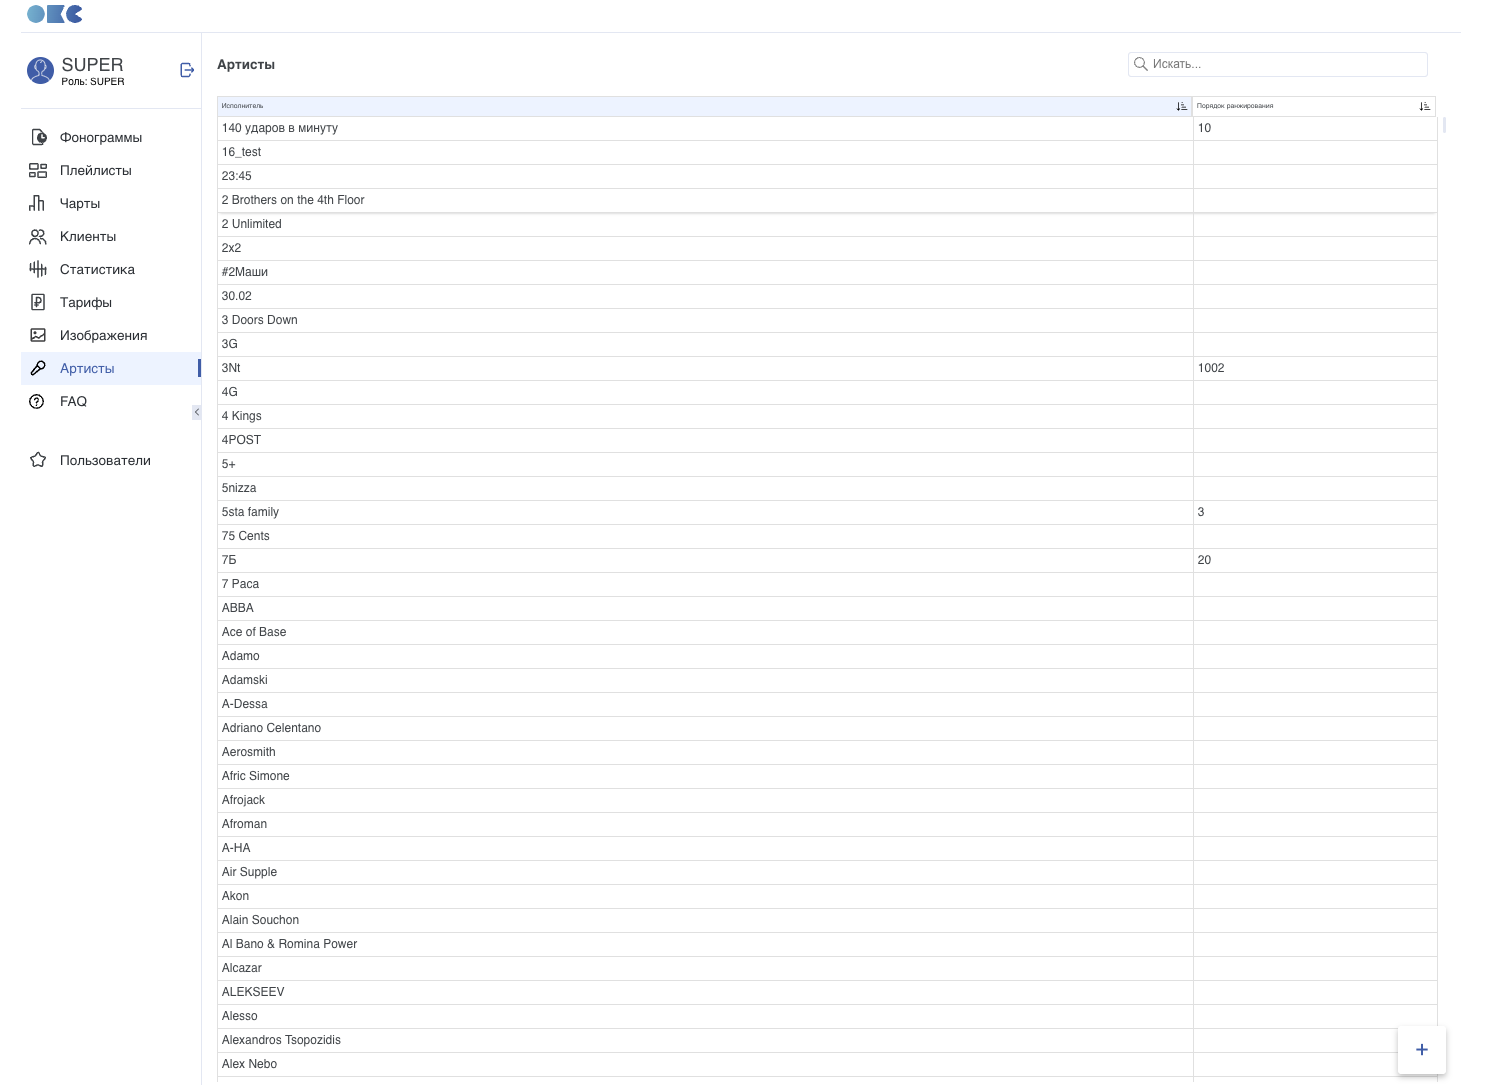 SUPER
Роль: SUPER
Фонограммы
Плейлисты
Чарты
Клиенты
Статистика
Тарифы
Изображения
Артисты
FAQ
Пользователи
Артисты
Искать...
Исполнитель Порядок ранжирования
140 ударов в минуту 10
16_test
23:45
2 Brothers on the 4th Floor
2 Unlimited
2x2
#2Маши
30.02
3 Doors Down
3G
3Nt 1002
4G
4 Kings
4POST
5+
5nizza
5sta family 3
75 Cents
7Б 20
7 Раса
ABBA
Ace of Base
Adamo
Adamski
A-Dessa
Adriano Celentano
Aerosmith
Afric Simone
Afrojack
Afroman
A-HA
Air Supple
Akon
Alain Souchon
Al Bano & Romina Power
Alcazar
ALEKSEEV
Alesso
Alexandros Tsopozidis
Alex Nebo